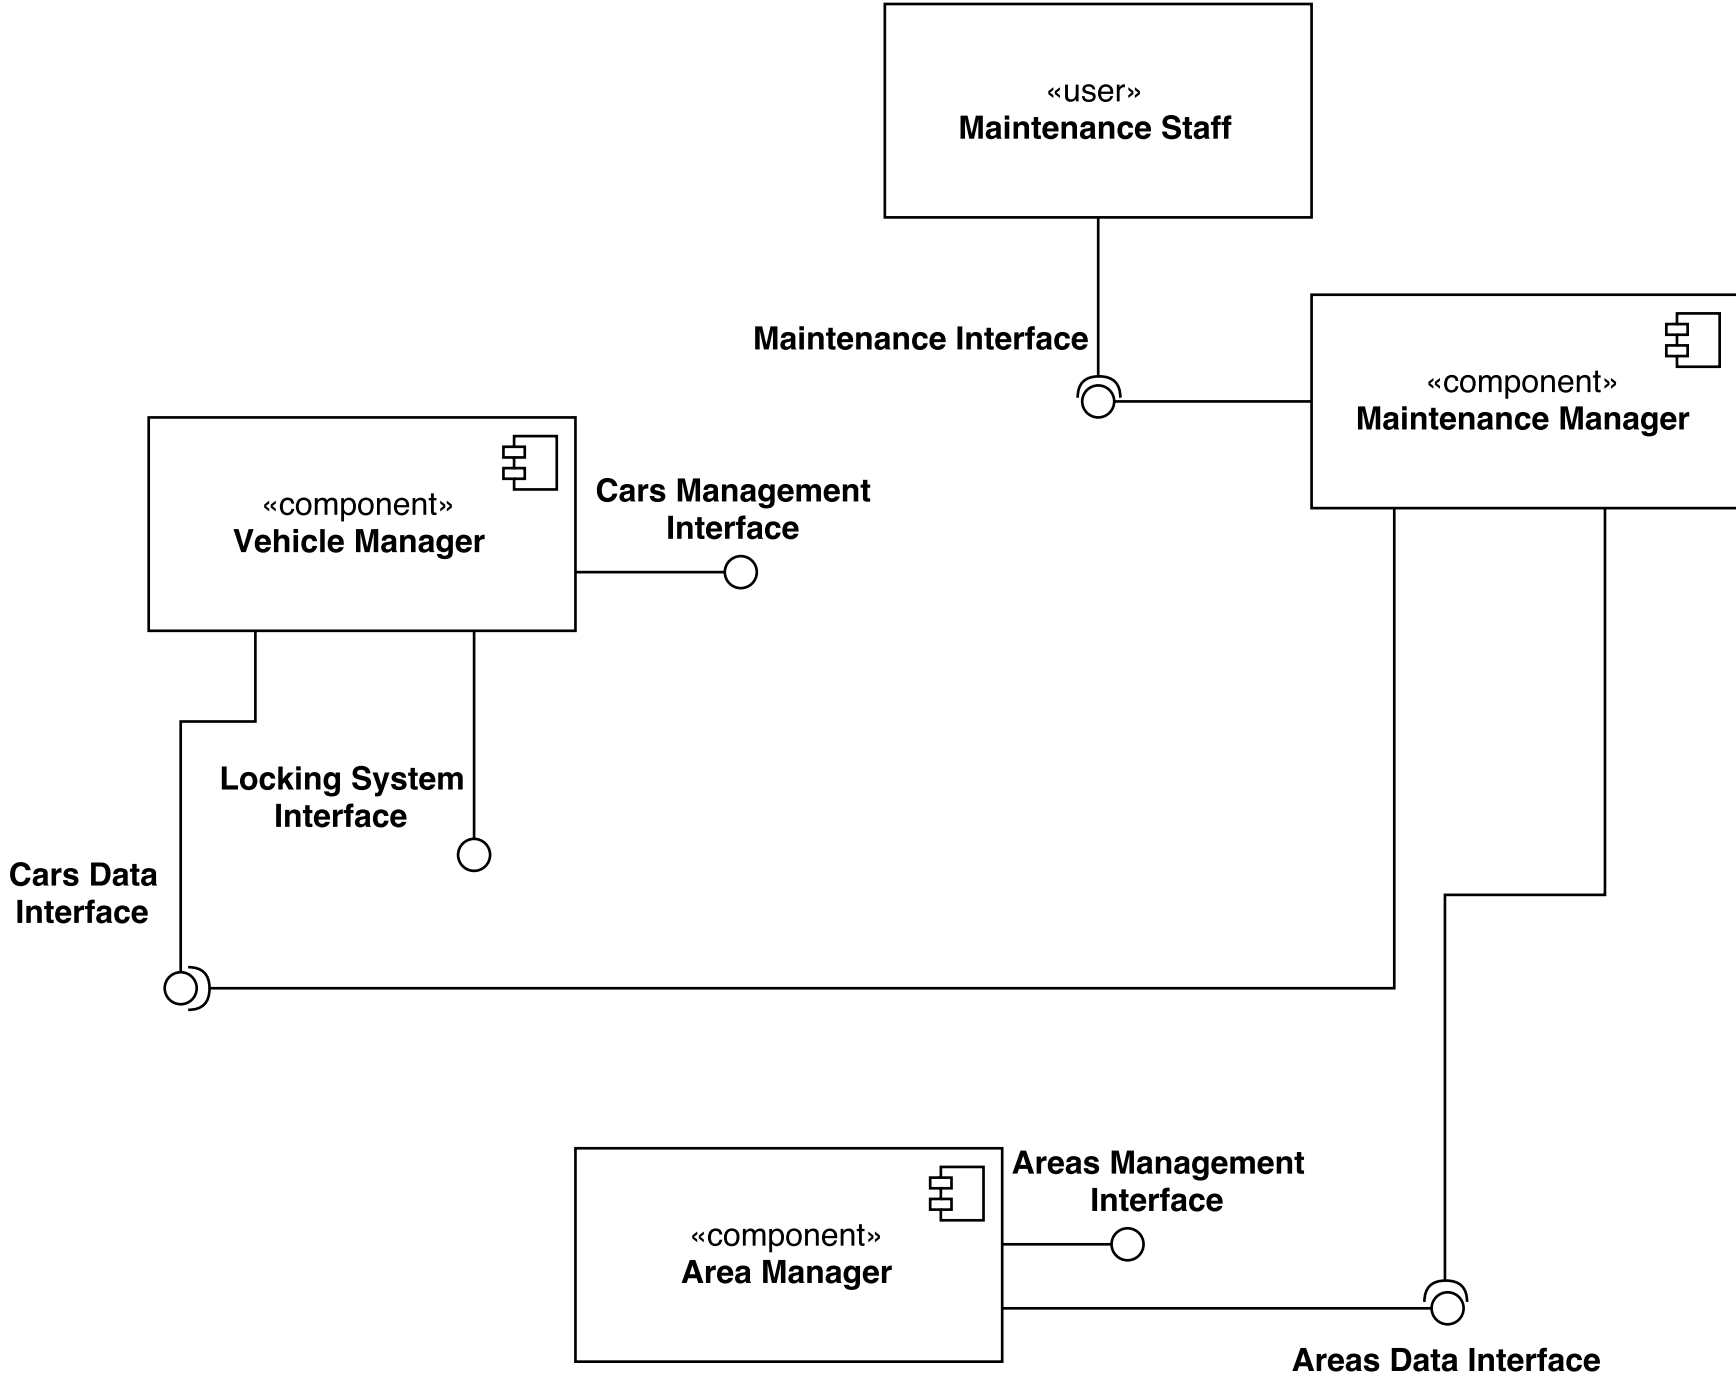 «user»
Maintenance Staff
Maintenance Interface
«component»
Maintenance Manager
«component»
Vehicle Manager
Cars Management
Interface
Locking System
Interface
Cars Data
Interface
«component»
Area Manager
Areas Management
Interface
Areas Data Interface